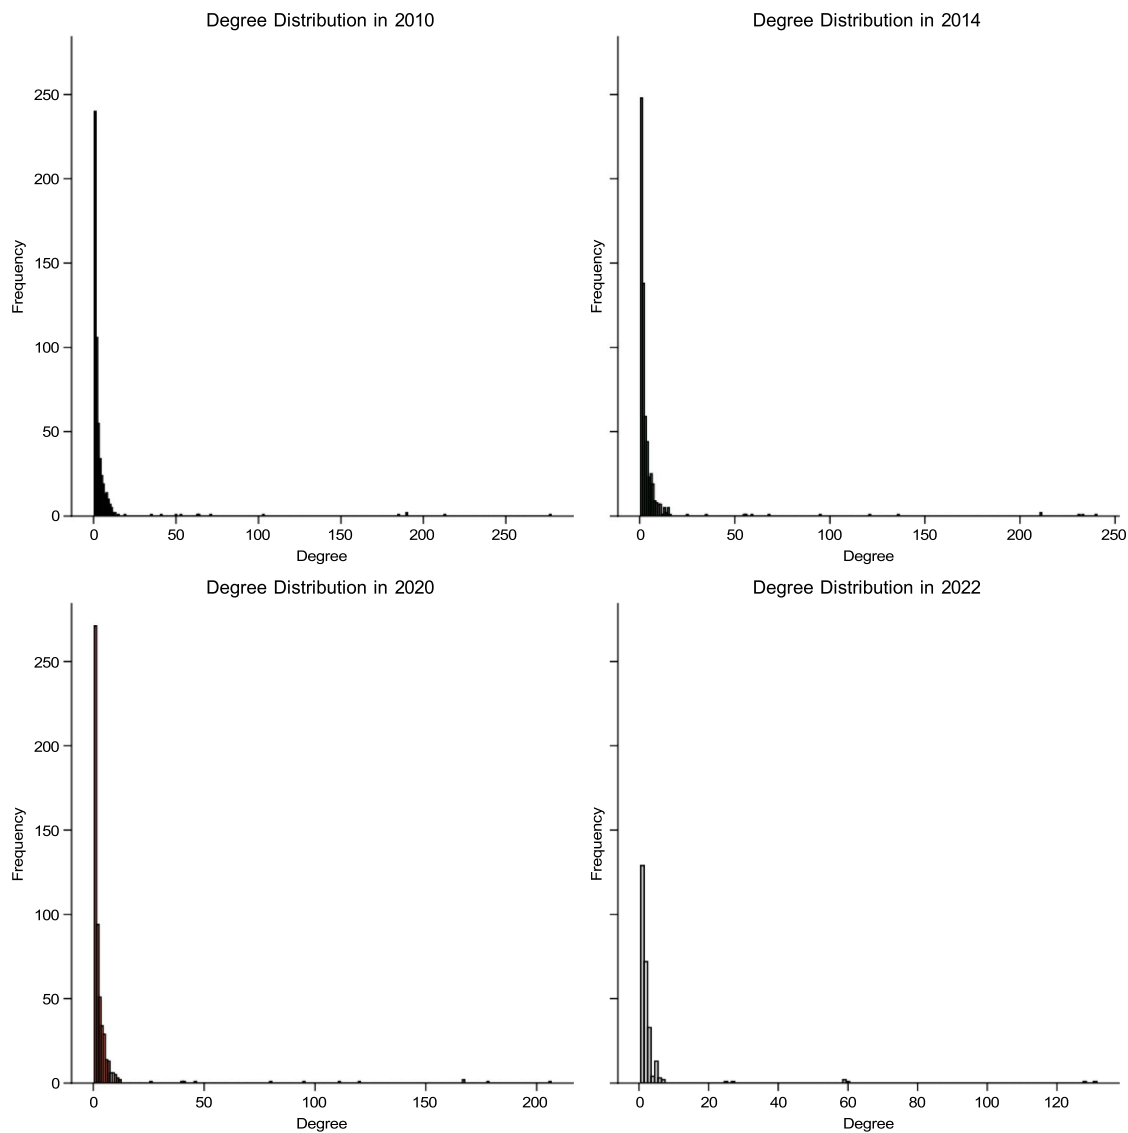 Degree Distribution in 2010
Degree Distribution in 2014
250
200
150
100
50
0
Frequency
Frequency
0 50 100 150 200 250
0 50 100 150 200 250
Degree
Degree
Degree Distribution in 2020
Degree Distribution in 2022
250
200
150
100
50
0
Frequency
Frequency
0 50 100 150 200
0 20 40 60 80 100 120
Degree
Degree